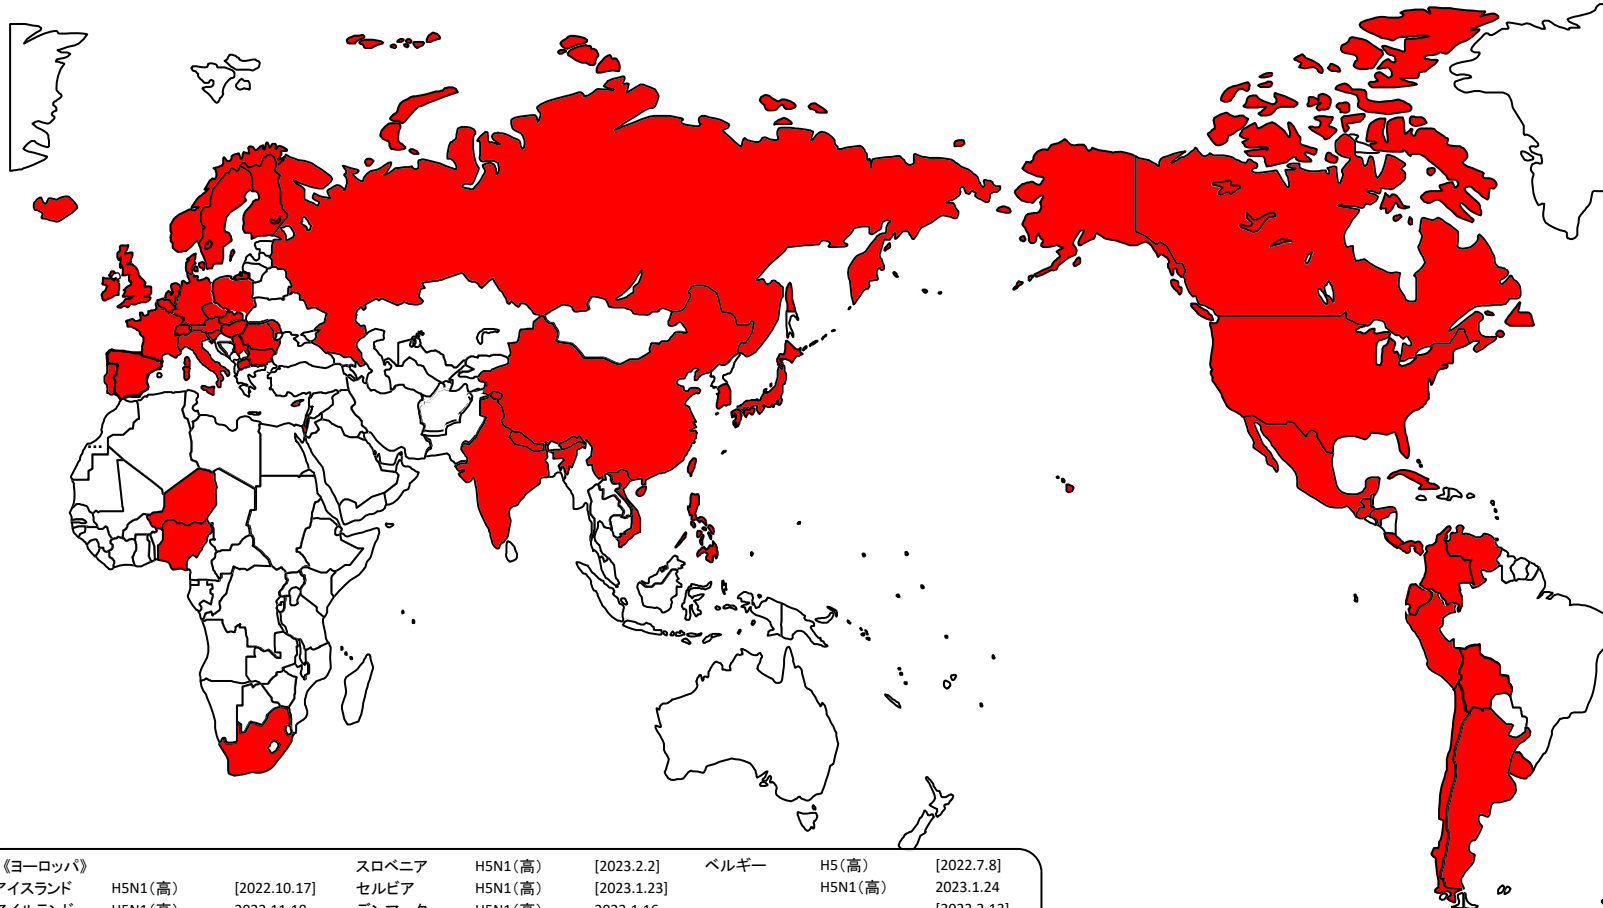 《ヨーロッパ》 スロベニア H5N1(高) [2023.2.2] ベルギー H5(高) [2022.7.8]
アイスランド H5N1(高) [2022.10.17] セルビア H5N1(高) [2023.1.23] H5N1(高) 2023.1.24